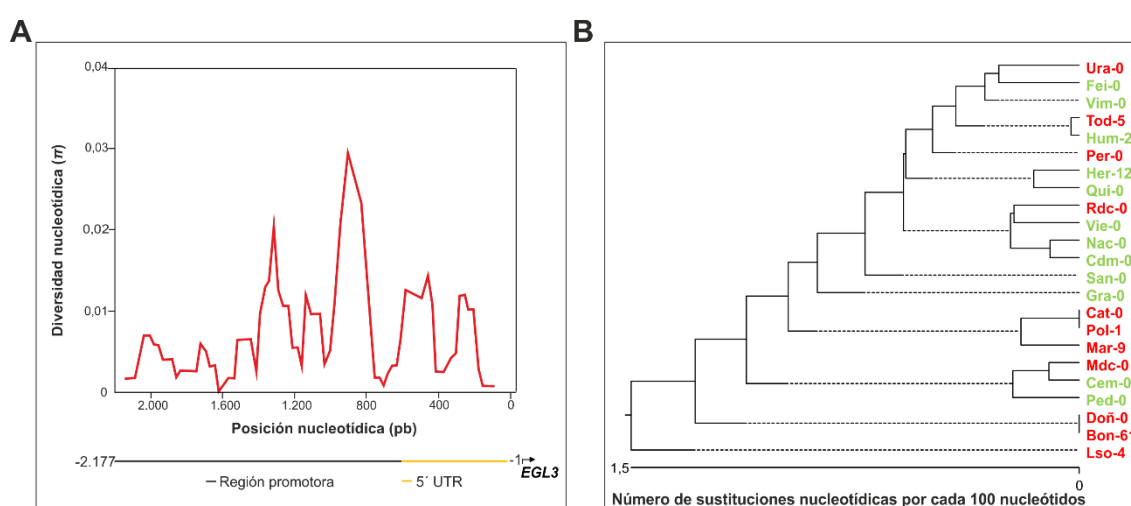 A
0,04
0,03
0,02
0,01
0
Diversidad nucleotídica (π)
2.000 1.600 1.200 800 400 0
Posición nucleotídica (pb)
-2.177 -1 EGL3
Región promotora 5´ UTR
B
Ura-0
Fei-0
Vim-0
Tod-5
Hum-2
Per-0
Her-12
Qui-0
Rdc-0
Vie-0
Nac-0
Cdm-0
San-0
Gra-0
Cat-0
Pol-1
Mar-9
Mdc-0
Cem-0
Ped-0
Doñ-0
Bon-61
Lso-4
1,5 0
Número de sustituciones nucleotídicas por cada 100 nucleótidos